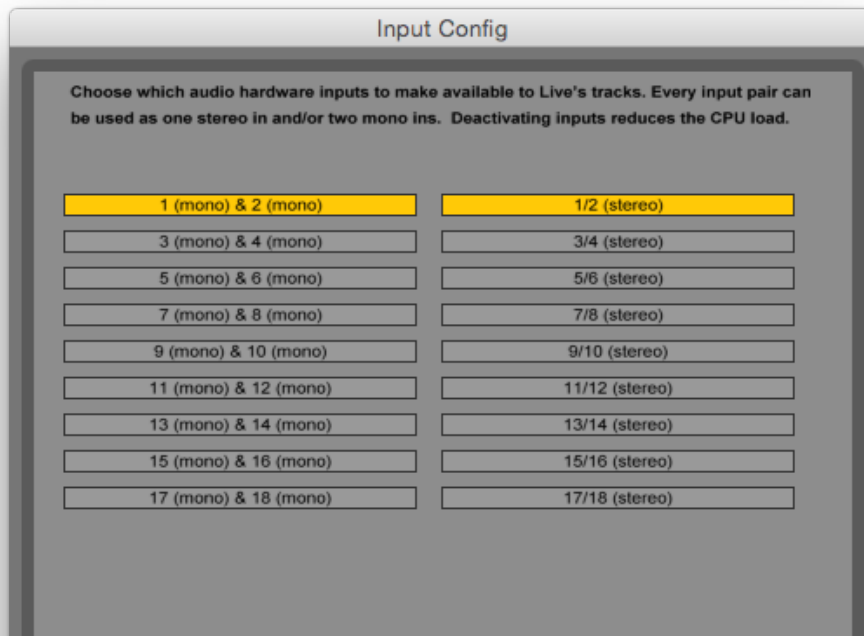 Input Config
Choose which audio hardware inputs to make available to Live's tracks. Every input pair can
be used as one stereo in and/or two mono ins.  Deactivating inputs reduces the CPU load.
1 (mono) & 2 (mono) 1/2 (stereo)
3 (mono) & 4 (mono) 3/4 (stereo)
5 (mono) & 6 (mono) 5/6 (stereo)
7 (mono) & 8 (mono) 7/8 (stereo)
9 (mono) & 10 (mono) 9/10 (stereo)
11 (mono) & 12 (mono) 11/12 (stereo)
13 (mono) & 14 (mono) 13/14 (stereo)
15 (mono) & 16 (mono) 15/16 (stereo)
17 (mono) & 18 (mono) 17/18 (stereo)